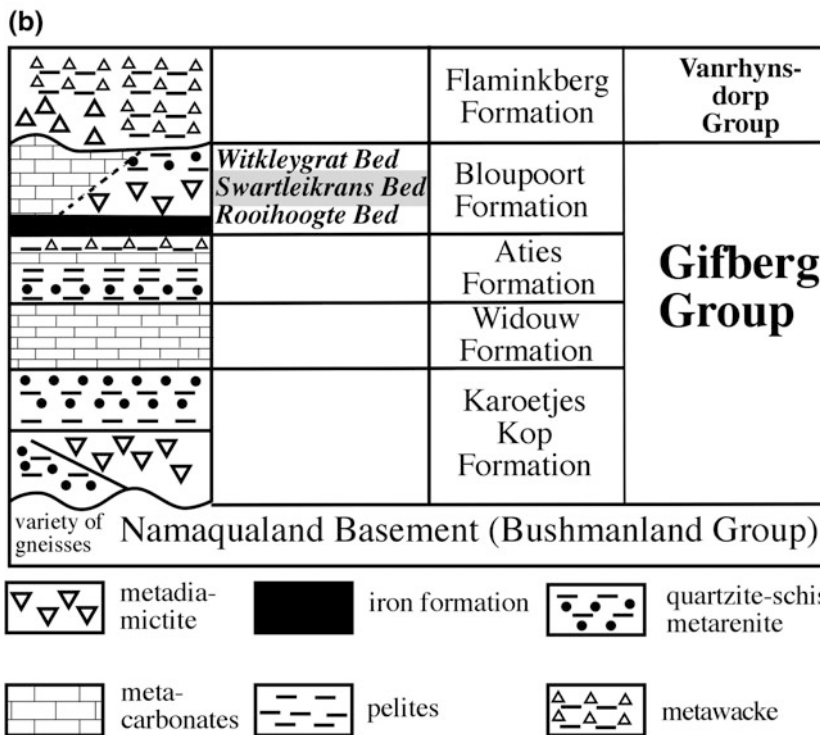 (b)
Flaminkberg
Formation
Vanrhyns-
dorp
Group
Witkleygrat Bed
Swartleikrans Bed
Rooihoogte Bed
Bloupoort
Formation
Gifberg
Group
Aties
Formation
Widouw
Formation
Karoetjes
Kop
Formation
variety of
gneisses
Namaqualand Basement (Bushmanland Group)
metadia-
mictite
iron formation
quartzite-schis
metarenite
meta-
carbonates
pelites
metawacke